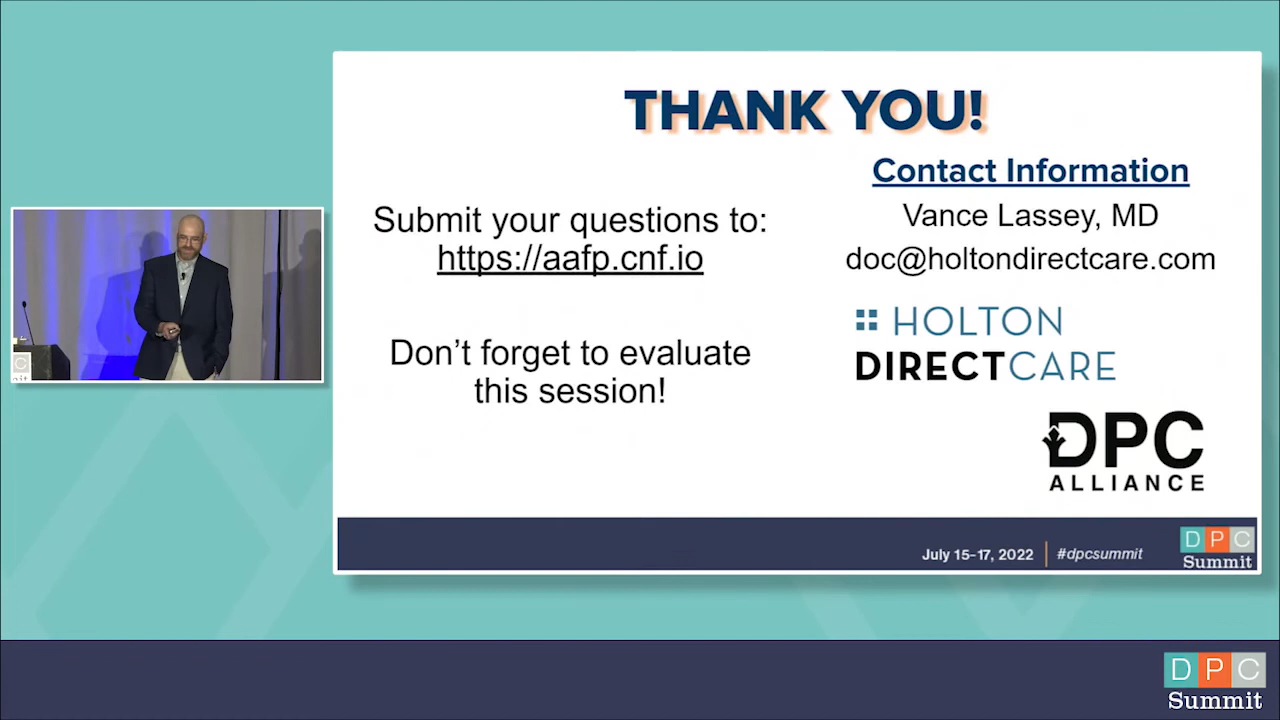 THANK YOU!
Submit your questions to:
https://aafp.cnf.io
Don't forget to evaluate
this session!
Contact Information
Vance Lassey, MD
doc@holtondirectcare.com
HOLTON
DIRECTCARE
DPC
ALLIANCE
July 15-17, 2022 | #dpcsummit
DPC
Summit
C
DPC
Summit